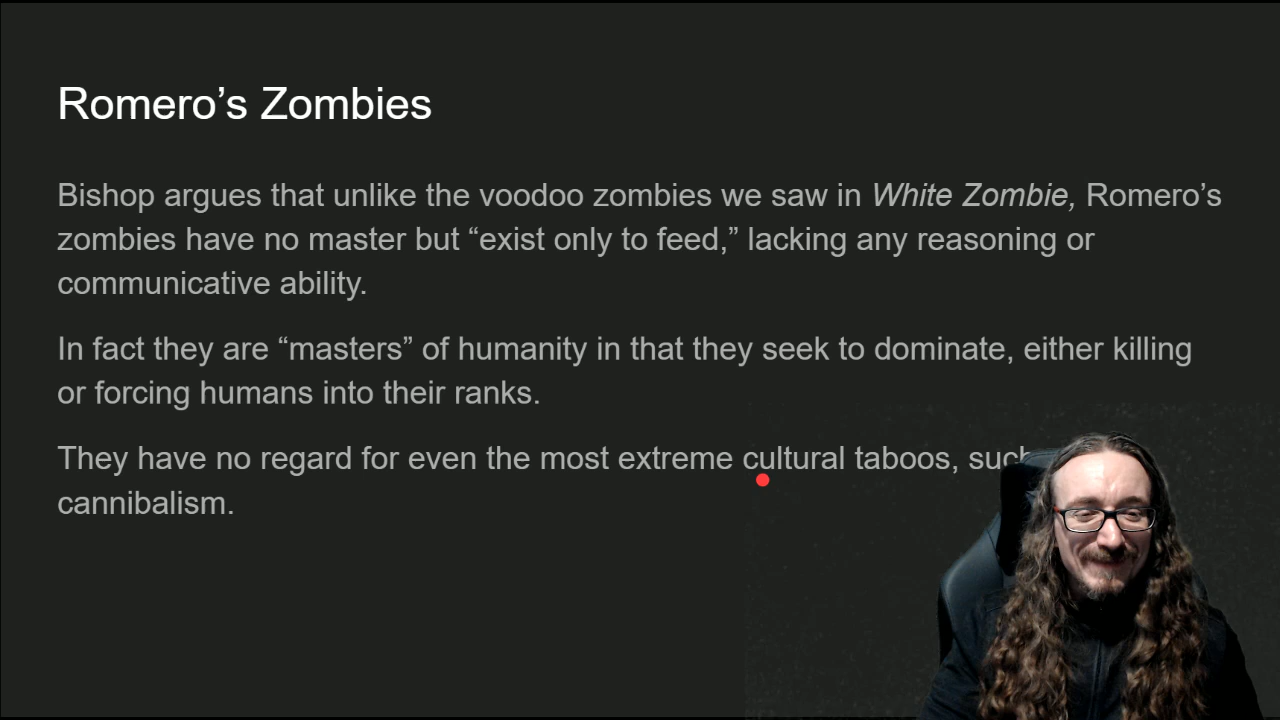 Romero’s Zombies
Bishop argues that unlike the voodoo zombies we saw in White Zombie, Romero’s
zombies have no master but “exist only to feed,” lacking any reasoning or
communicative ability.
In fact they are “masters” of humanity in that they seek to dominate, either killing
or forcing humans into their ranks.
They have no regard for even the most extreme cultural taboos, such
cannibalism.